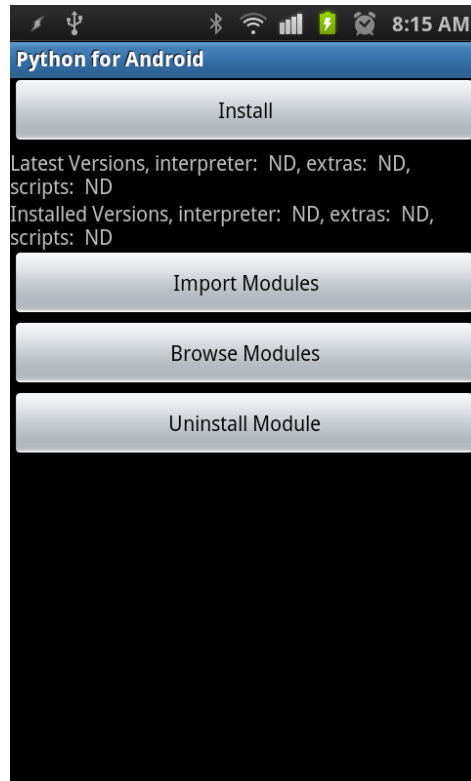 8:15 AM
Python for Android
Install
Latest Versions, interpreter:  ND, extras:  ND,
scripts:  ND
Installed Versions, interpreter:  ND, extras:  ND,
scripts:  ND
Import Modules
Browse Modules
Uninstall Module